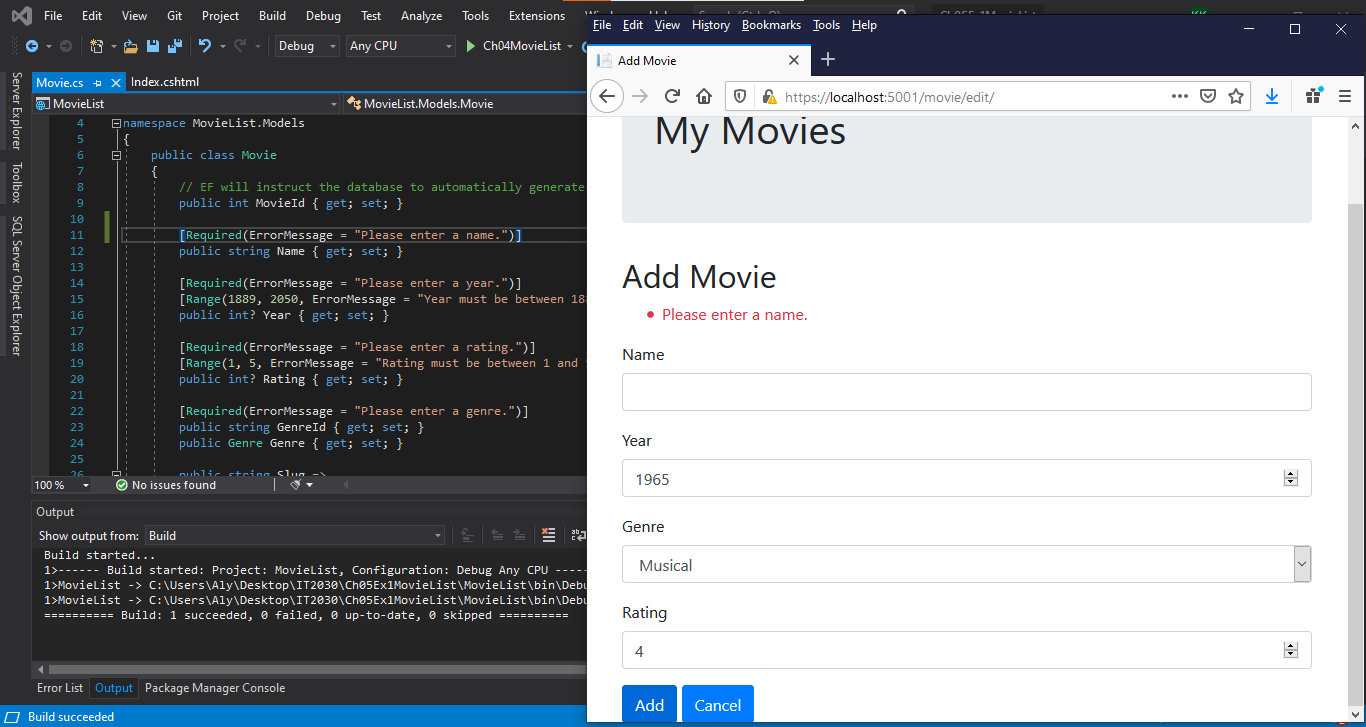 File Edit View Git Project Build Debug Test Analyze Tools Extensions
Debug Any CPU Ch04MovieList
Server Explorer
Toolbox
SQL Server Object Explorer
Movie.cs Index.cshtml
MovieList MovieList.Models.Movie
4 namespace MovieList.Models
5 {
6 public class Movie
7 {
8 // EF will instruct the database to automatically generate
9 public int MovieId { get; set; }
10
11 [Required(ErrorMessage = "Please enter a name.")]
12 public string Name { get; set; }
13
14 [Required(ErrorMessage = "Please enter a year.")]
15 [Range(1889, 2050, ErrorMessage = "Year must be between 18
16 public int? Year { get; set; }
17
18 [Required(ErrorMessage = "Please enter a rating.")]
19 [Range(1, 5, ErrorMessage = "Rating must be between 1 and
20 public int? Rating { get; set; }
21
22 [Required(ErrorMessage = "Please enter a genre.")]
23 public string GenreId { get; set; }
24 public Genre Genre { get; set; }
25
26 public string Slug =>
100 % No issues found
Output
Show output from: Build
Build started...
1>------ Build started: Project: MovieList, Configuration: Debug Any CPU -----
1>MovieList -> C:\Users\Aly\Desktop\IT2030\Ch05Ex1MovieList\MovieList\bin\Debu
1>MovieList -> C:\Users\Aly\Desktop\IT2030\Ch05Ex1MovieList\MovieList\bin\Debu
========== Build: 1 succeeded, 0 failed, 0 up-to-date, 0 skipped ==========
Error List Output Package Manager Console
Build succeeded
File Edit View History Bookmarks Tools Help
Add Movie
https://localhost:5001/movie/edit/
My Movies
Add Movie
Please enter a name.
Name
Year
1965
Genre
Musical
Rating
4
Add Cancel